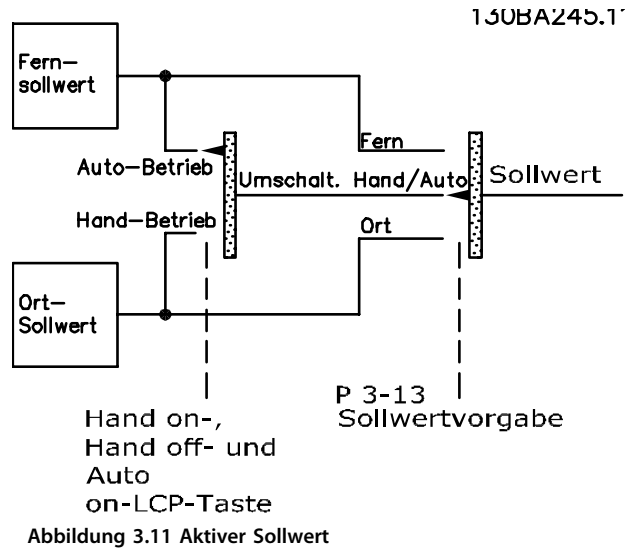 130BA245.1
Fern-
sollwert
Fern
Auto-Betrieb
Umschalt. Hand/Auto
Sollwert
Hand-Betrieb
Ort
Ort-
Sollwert
P 3-13
Sollwertvorgabe
Hand on-,
Hand off- und
Auto
on-LCP-Taste
Abbildung 3.11 Aktiver Sollwert